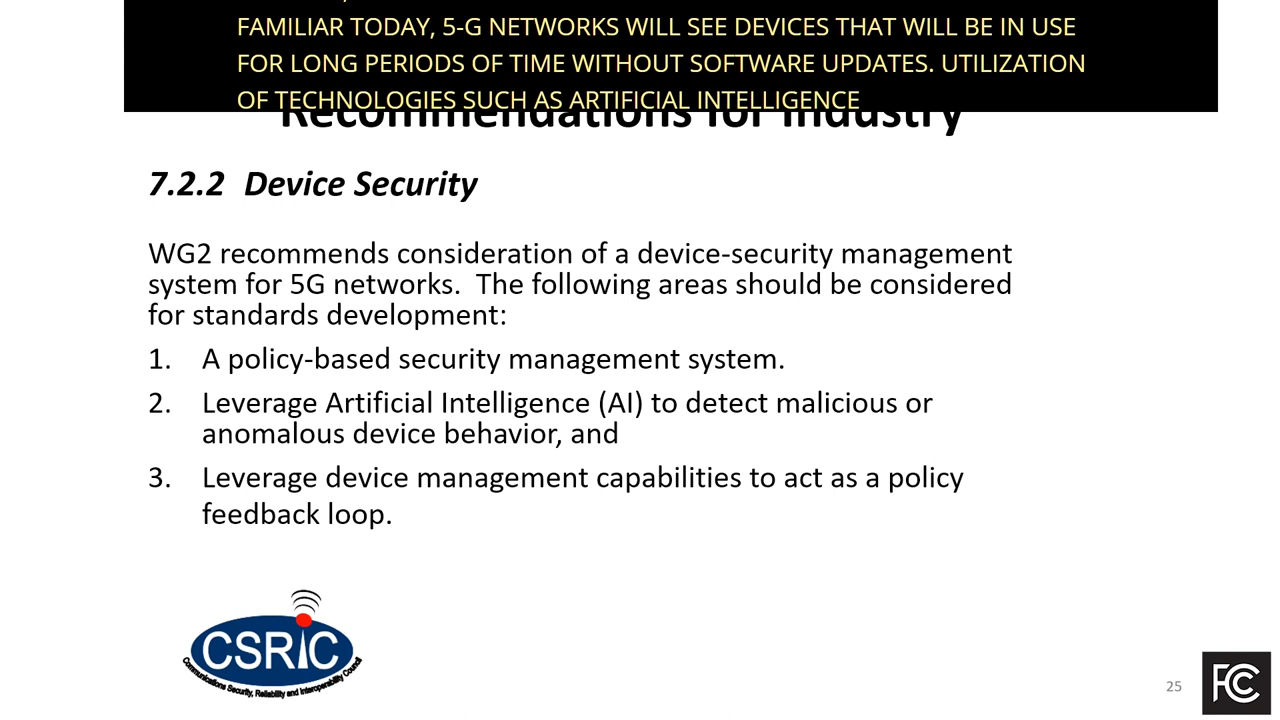 FAMILIAR TODAY, 5-G NETWORKS WILL SEE DEVICES THAT WILL BE IN USE
FOR LONG PERIODS OF TIME WITHOUT SOFTWARE UPDATES. UTILIZATION
OF TECHNOLOGIES SUCH AS ARTIFICIAL INTELLIGENCE
Recommendations for Industry
7.2.2 Device Security
WG2 recommends consideration of a device-security management
system for 5G networks. The following areas should be considered
for standards development:
1. A policy-based security management system.
2. Leverage Artificial Intelligence (AI) to detect malicious or
anomalous device behavior, and
3. Leverage device management capabilities to act as a policy
feedback loop.
CSRIC
Communications Security, Reliability and Interoperability Council
25
FCC